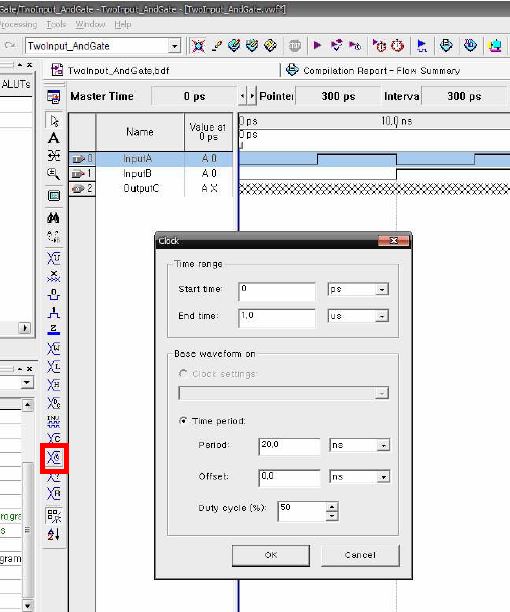 Gate/TwoInput_AndGate - TwoInput_AndGate - [TwoInput_AndGate.vwf*]
rocessing Tools Window Help
TwoInput_AndGate
TwoInput_AndGate.bdf
Compilation Report - Flow Summary
ALUTs
Master Time 0 ps Pointer 300 ps Interva 300 ps
Name
Value at
0 ps
0 ps 10,0 ns
0 ps
0 InputA A 0
1 InputB A 0
2 OutputC A X
Clock
Time range
Start time: 0 ps
End time: 1,0 us
Base waveform on
Clock settings:
Time period:
Period: 20,0 ns
Offset: 0,0 ns
Duty cycle (%): 50
OK Cancel
rogra
s
gram